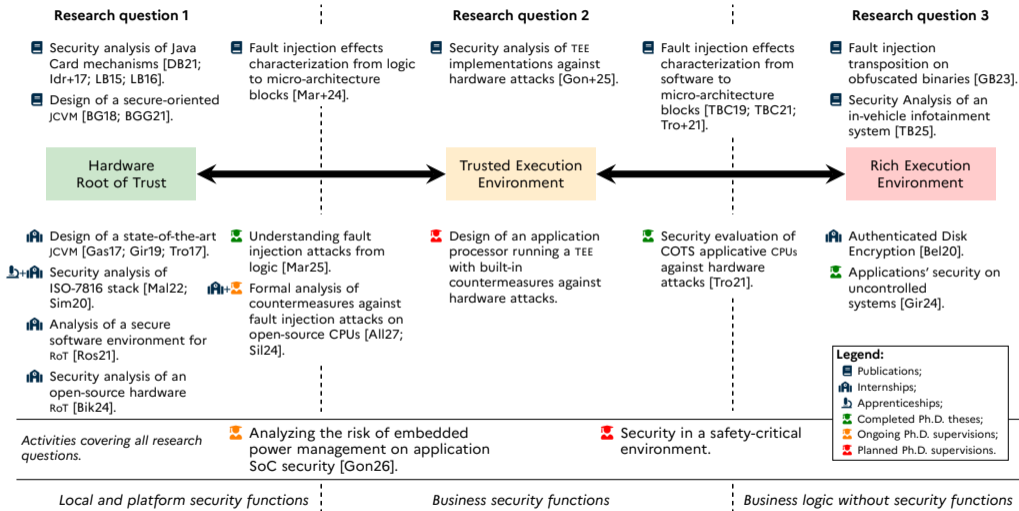 Research question 1
Research question 2
Research question 3
Security analysis of Java
Card mechanisms [DB21;
Idr+17; LB15; LB16].
Design of a secure-oriented
JCVM [BG18; BGG21].
Fault injection effects
characterization from logic
to micro-architecture
blocks [Mar+24].
Security analysis of TEE
implementations against
hardware attacks [Gon+25].
Fault injection effects
characterization from
software to
micro-architecture
blocks [TBC19; TBC21;
Tro+21].
Fault injection
transposition on
obfuscated binaries [GB23].
Security Analysis of an
in-vehicle infotainment
system [TB25].
Hardware
Root of Trust
Trusted Execution
Environment
Rich Execution
Environment
Design of a state-of-the-art
JCVM [Gas17; Gir19; Tro17].
Security analysis of
ISO-7816 stack [Mal22;
Sim20].
Analysis of a secure
software environment for
RoT [Ros21].
Security analysis of an
open-source hardware
RoT [Bik24].
Understanding fault
injection attacks from
logic [Mar25].
+
Formal analysis of
countermeasures against
fault injection attacks on
open-source CPUs [All27;
Sil24].
Design of an application
processor running a TEE
with built-in
countermeasures against
hardware attacks.
Security evaluation of
COTS applicative CPUs
against hardware
attacks [Tro21].
Authenticated Disk
Encryption [Bel20].
Applications' security on
uncontrolled
systems [Gir24].
Legend:
Publications;
Internships;
Apprenticeships;
Completed Ph.D. theses;
Ongoing Ph.D. supervisions;
Planned Ph.D. supervisions.
Activities covering all research
questions.
Analyzing the risk of embedded
power management on application
SoC security [Gon26].
Security in a safety-critical
environment.
Local and platform security functions
Business security functions
Business logic without security functions